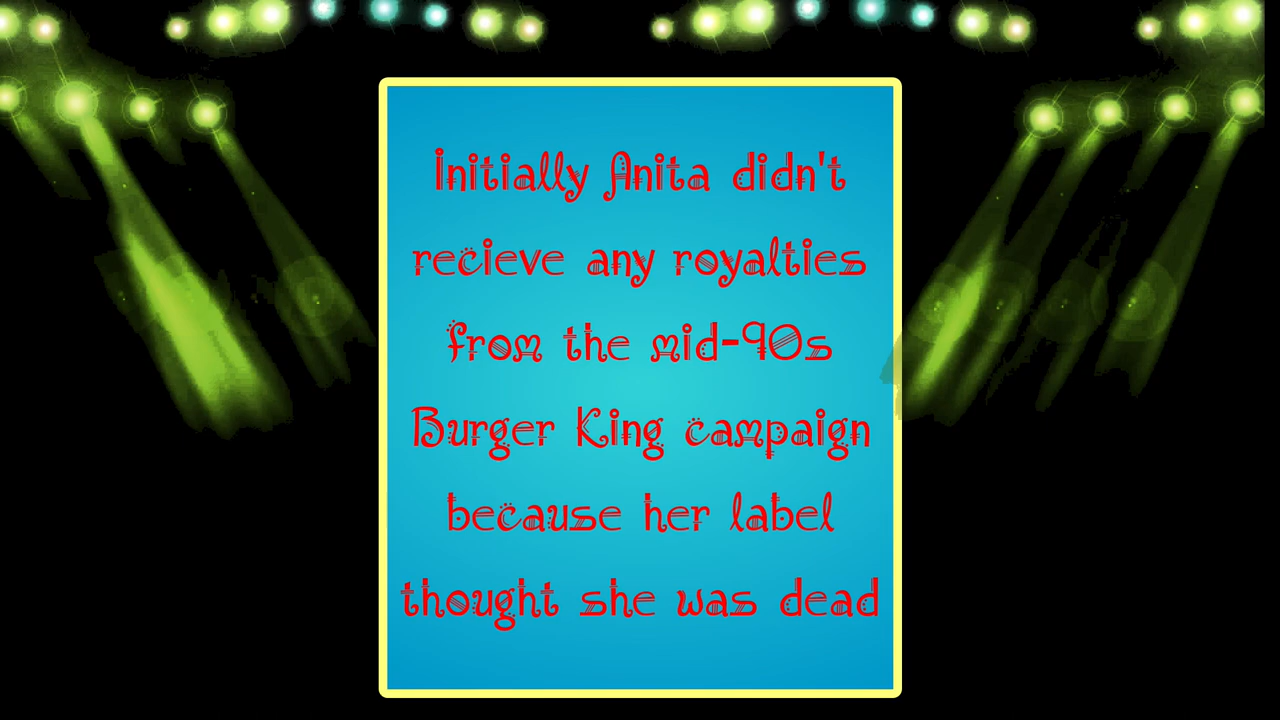 Initially Anita didn't
recieve any royalties
from the mid-90s
Burger King campaign
because her label
thought she was dead